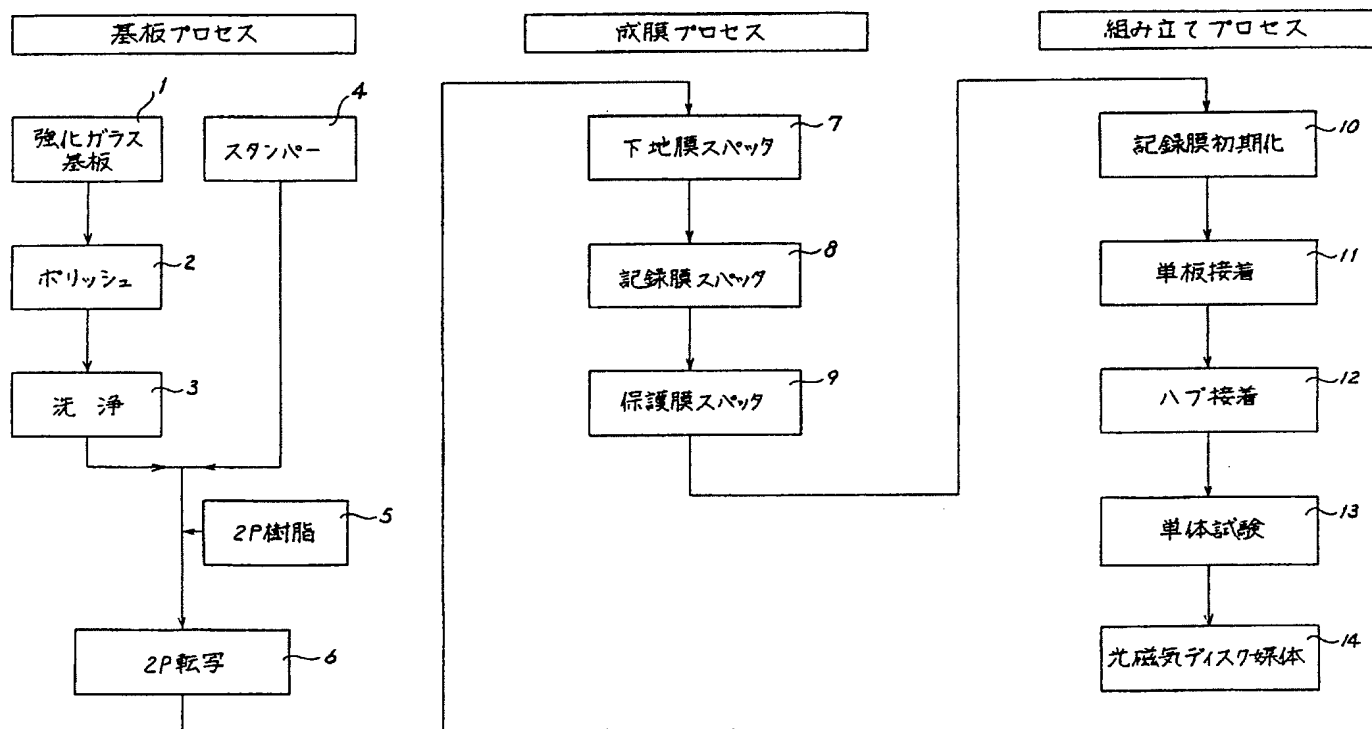 基板プロセス
1
強化ガラス
基板
4
スタンパー
ポリッシュ
2
洗浄
3
2P樹脂
5
2P転写
6
成膜プロセス
下地膜スパッタ
7
記録膜スパッタ
8
保護膜スパッタ
9
組み立てプロセス
記録膜初期化
10
単板接着
11
ハブ接着
12
単体試験
13
光磁気ディスク媒体
14